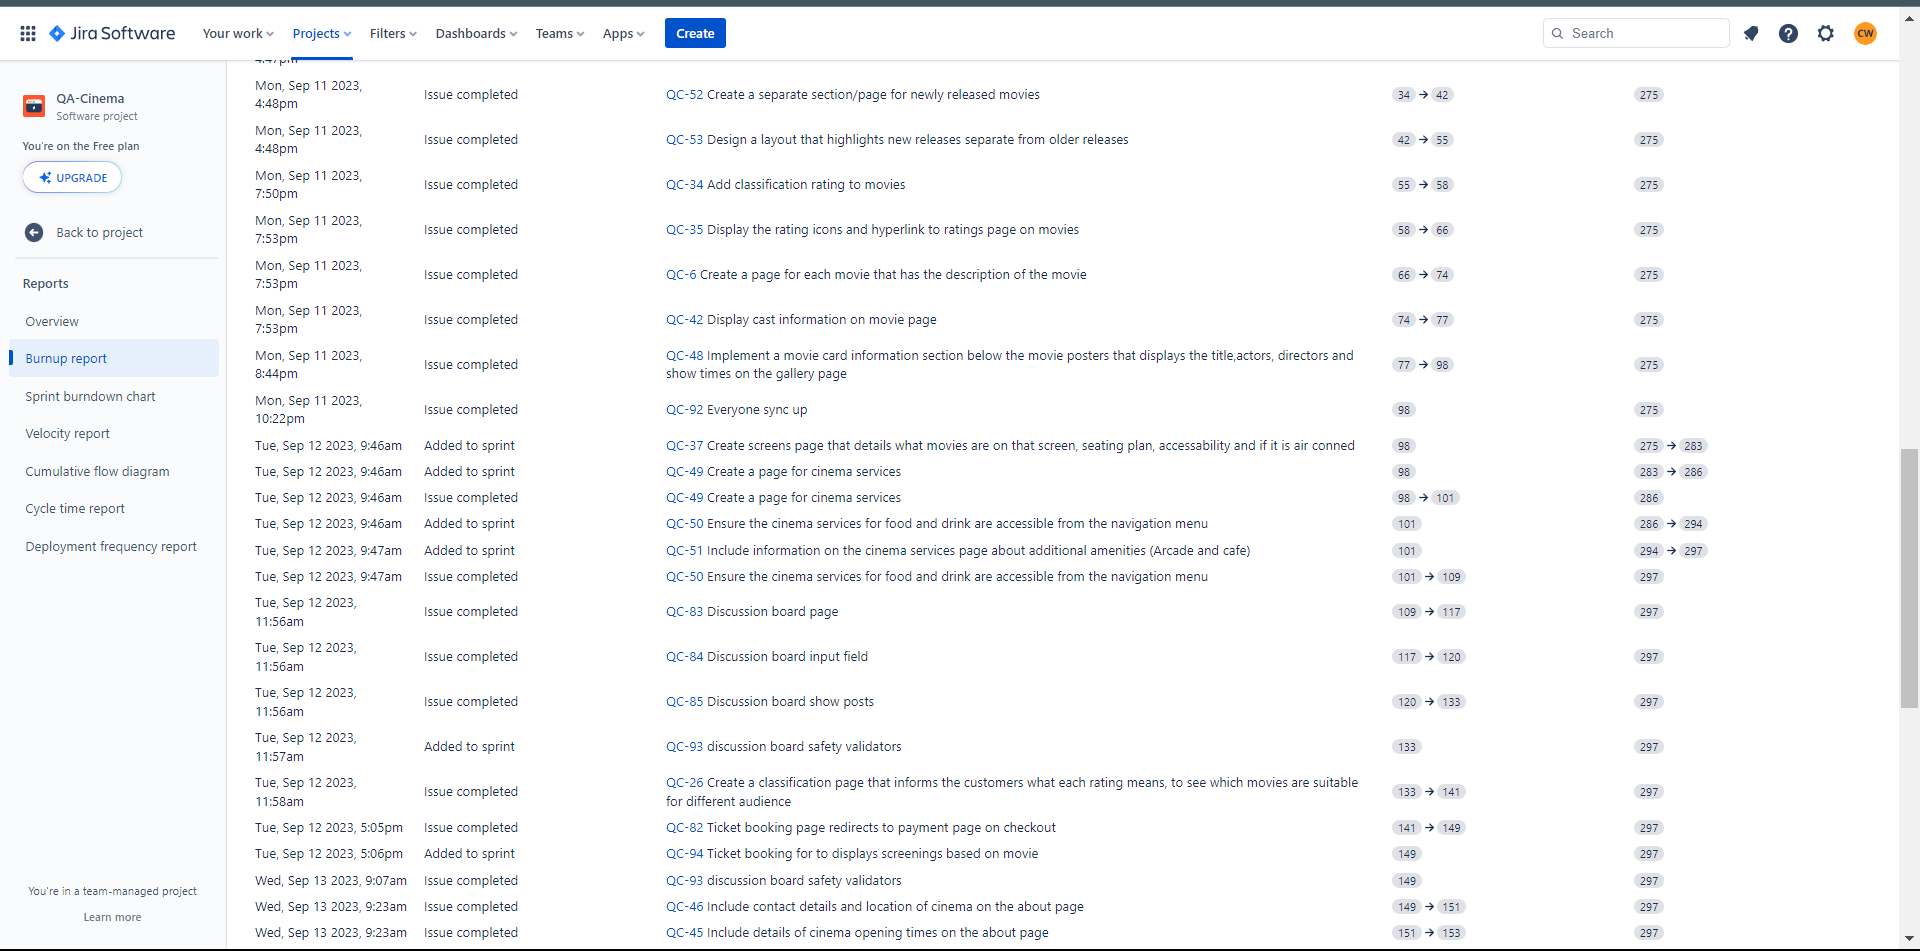 Jira Software
Your work
Projects
Filters
Dashboards
Teams
Apps
Create
Search
CW
QA-Cinema
Software project
You're on the Free plan
UPGRADE
Back to project
Reports
Overview
Burnup report
Sprint burndown chart
Velocity report
Cumulative flow diagram
Cycle time report
Deployment frequency report
You're in a team-managed project
Learn more
4:47pm
Mon, Sep 11 2023,
4:48pm
Issue completed
QC-52 Create a separate section/page for newly released movies
34 → 42
275
Mon, Sep 11 2023,
4:48pm
Issue completed
QC-53 Design a layout that highlights new releases separate from older releases
42 → 55
275
Mon, Sep 11 2023,
7:50pm
Issue completed
QC-34 Add classification rating to movies
55 → 58
275
Mon, Sep 11 2023,
7:53pm
Issue completed
QC-35 Display the rating icons and hyperlink to ratings page on movies
58 → 66
275
Mon, Sep 11 2023,
7:53pm
Issue completed
QC-6 Create a page for each movie that has the description of the movie
66 → 74
275
Mon, Sep 11 2023,
7:53pm
Issue completed
QC-42 Display cast information on movie page
74 → 77
275
Mon, Sep 11 2023,
8:44pm
Issue completed
QC-48 Implement a movie card information section below the movie posters that displays the title,actors, directors and
show times on the gallery page
77 → 98
275
Mon, Sep 11 2023,
10:22pm
Issue completed
QC-92 Everyone sync up
98
275
Tue, Sep 12 2023, 9:46am
Added to sprint
QC-37 Create screens page that details what movies are on that screen, seating plan, accessability and if it is air conned
98
275 → 283
Tue, Sep 12 2023, 9:46am
Added to sprint
QC-49 Create a page for cinema services
98
283 → 286
Tue, Sep 12 2023, 9:46am
Issue completed
QC-49 Create a page for cinema services
98 → 101
286
Tue, Sep 12 2023, 9:46am
Added to sprint
QC-50 Ensure the cinema services for food and drink are accessible from the navigation menu
101
286 → 294
Tue, Sep 12 2023, 9:47am
Added to sprint
QC-51 Include information on the cinema services page about additional amenities (Arcade and cafe)
101
294 → 297
Tue, Sep 12 2023, 9:47am
Issue completed
QC-50 Ensure the cinema services for food and drink are accessible from the navigation menu
101 → 109
297
Tue, Sep 12 2023,
11:56am
Issue completed
QC-83 Discussion board page
109 → 117
297
Tue, Sep 12 2023,
11:56am
Issue completed
QC-84 Discussion board input field
117 → 120
297
Tue, Sep 12 2023,
11:56am
Issue completed
QC-85 Discussion board show posts
120 → 133
297
Tue, Sep 12 2023,
11:57am
Added to sprint
QC-93 discussion board safety validators
133
297
Tue, Sep 12 2023,
11:58am
Issue completed
QC-26 Create a classification page that informs the customers what each rating means, to see which movies are suitable
for different audience
133 → 141
297
Tue, Sep 12 2023, 5:05pm
Issue completed
QC-82 Ticket booking page redirects to payment page on checkout
141 → 149
297
Tue, Sep 12 2023, 5:06pm
Added to sprint
QC-94 Ticket booking for to displays screenings based on movie
149
297
Wed, Sep 13 2023, 9:07am
Issue completed
QC-93 discussion board safety validators
149
297
Wed, Sep 13 2023, 9:23am
Issue completed
QC-46 Include contact details and location of cinema on the about page
149 → 151
297
Wed, Sep 13 2023, 9:23am
Issue completed
QC-45 Include details of cinema opening times on the about page
151 → 153
297